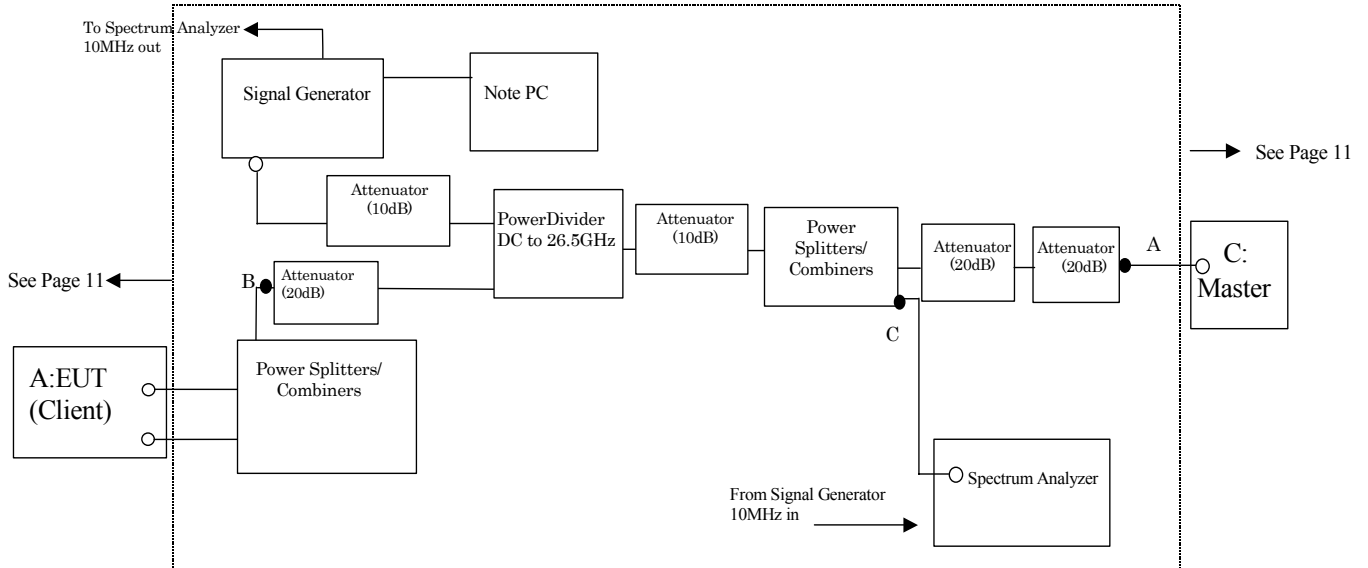 To Spectrum Analyzer
10MHz out
Signal Generator
Note PC
See Page 11
Attenuator
(10dB)
PowerDivider
DC to 26.5GHz
Attenuator
(10dB)
Power
Splitters/
Combiners
Attenuator
(20dB)
Attenuator
(20dB)
A
C:
Master
See Page 11
B
Attenuator
(20dB)
C
A:EUT
(Client)
Power Splitters/
Combiners
Spectrum Analyzer
From Signal Generator
10MHz in